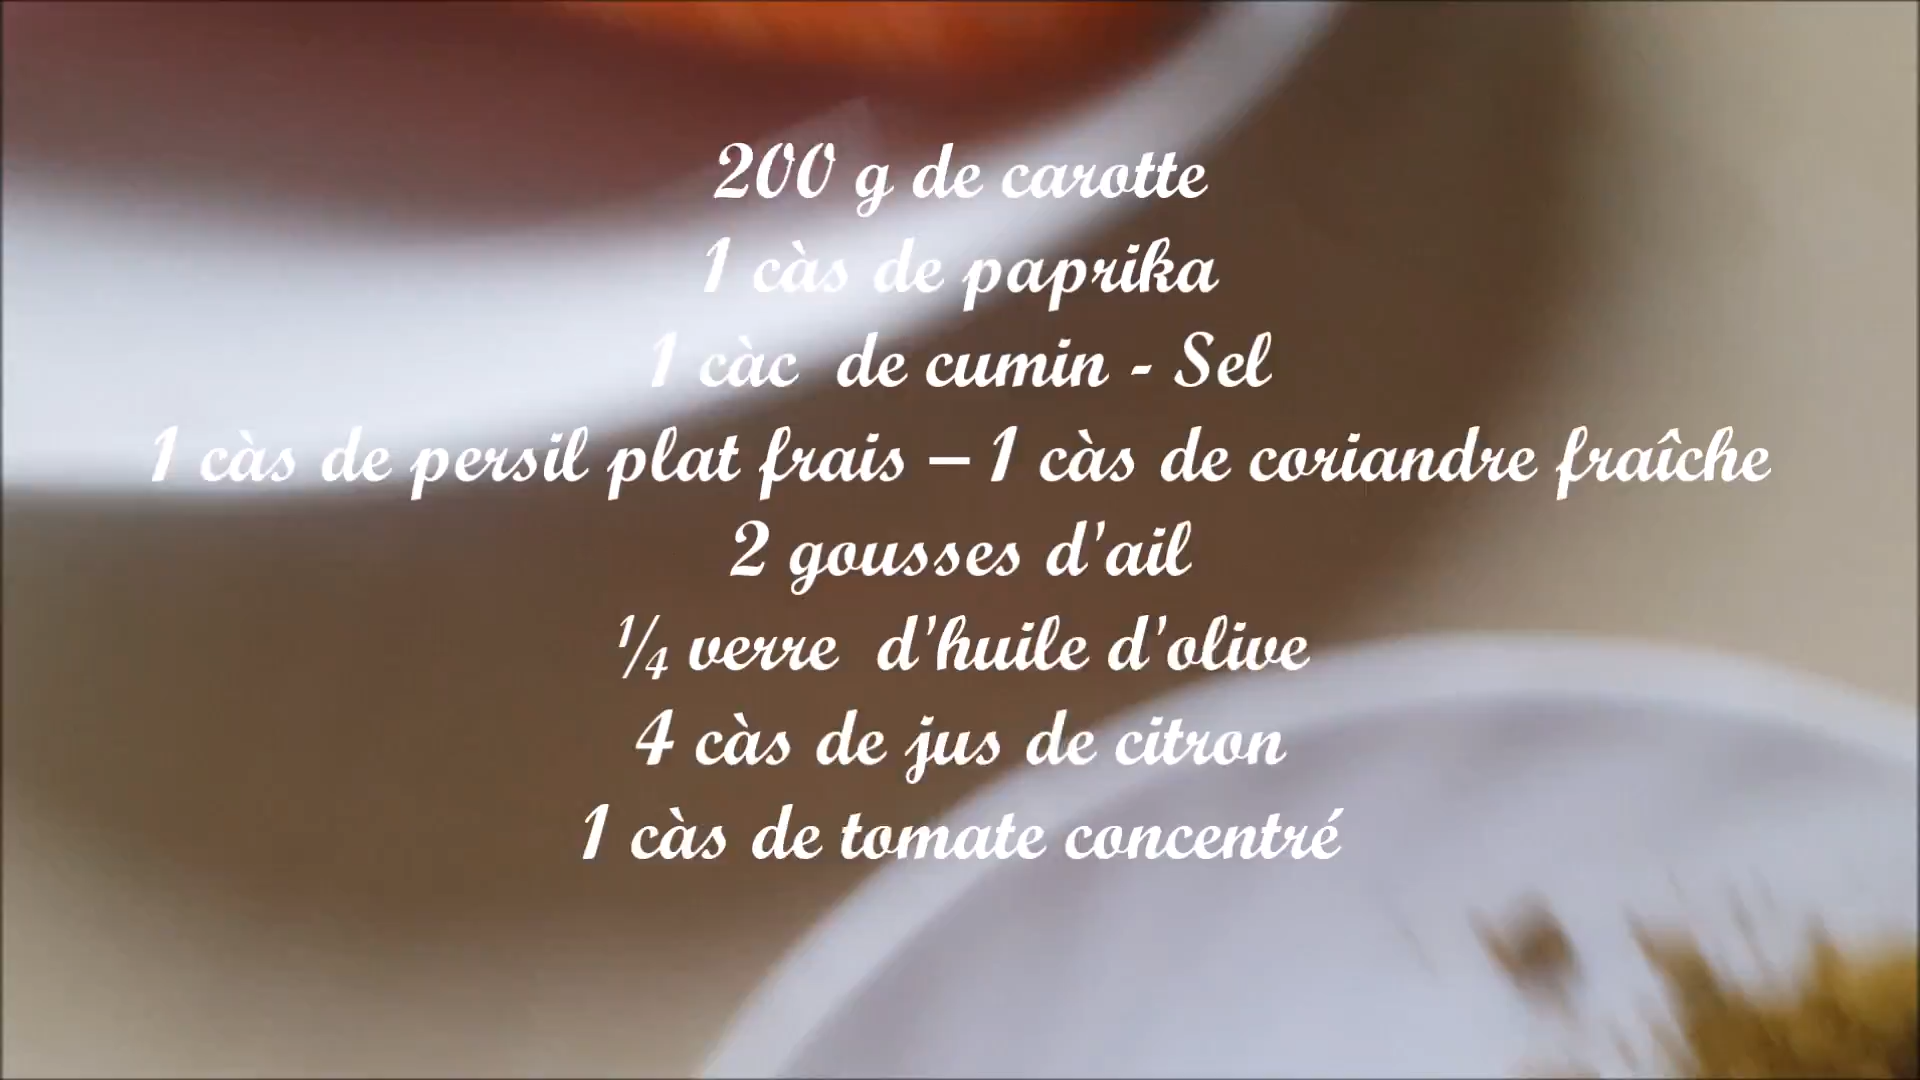 200 g de carotte
1 càs de paprika
1 càc de cumin - Sel
1 càs de persil plat frais – 1 càs de coriandre fraîche
2 gousses d'ail
¼ verre d'huile d'olive
4 càs de jus de citron
1 càs de tomate concentré